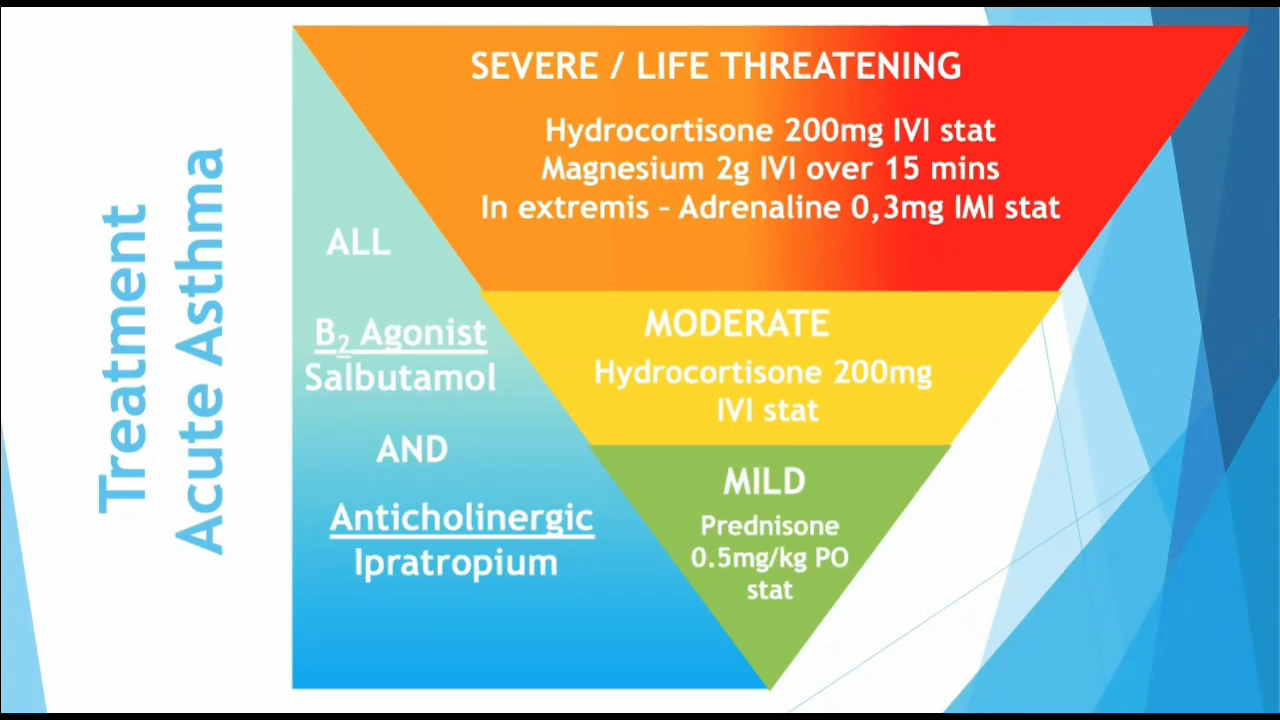 Treatment
Acute Asthma
ALL
B2 Agonist
Salbutamol
AND
Anticholinergic
Ipratropium
SEVERE / LIFE THREATENING
Hydrocortisone 200mg IVI stat
Magnesium 2g IVI over 15 mins
In extremis – Adrenaline 0,3mg IMI stat
MODERATE
Hydrocortisone 200mg
IVI stat
MILD
Prednisone
0.5mg/kg PO
stat